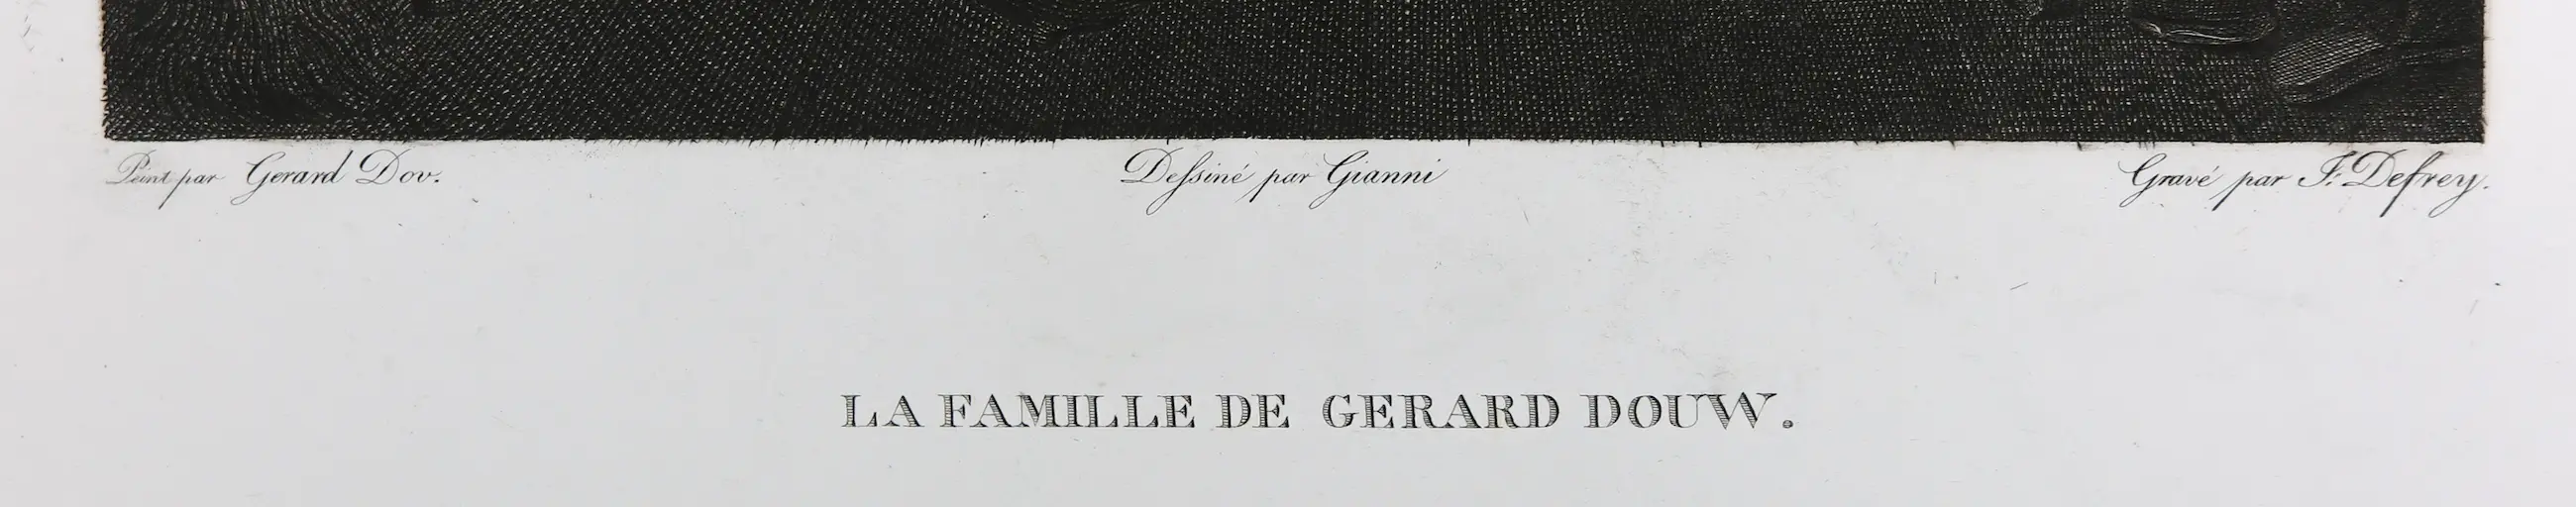 Peint par Gerard Dov.
Deſsiné par Gianni
Gravé par J. Defrey.
LA FAMILLE DE GERARD DOUW.